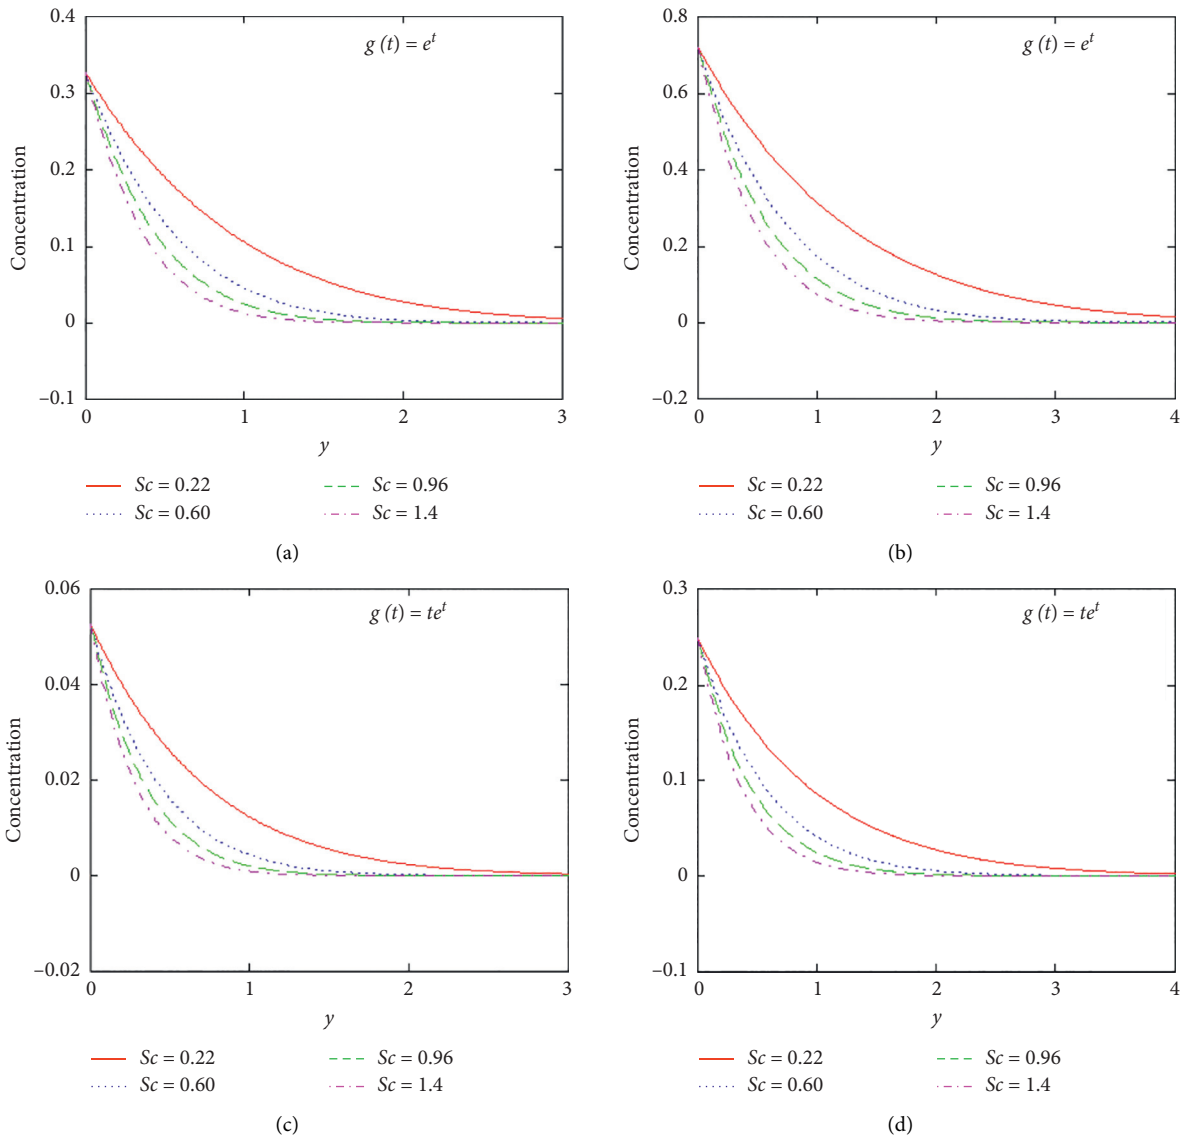 0.4
g (t) = e^t
0.3
0.2
0.1
0
–0.1
Concentration
0 1 2 3
y
Sc = 0.22 Sc = 0.96
Sc = 0.60 Sc = 1.4
(a)
0.8
g (t) = e^t
0.6
0.4
0.2
0
–0.2
Concentration
0 1 2 3 4
y
Sc = 0.22 Sc = 0.96
Sc = 0.60 Sc = 1.4
(b)
0.06
g (t) = te^t
0.04
0.02
0
–0.02
Concentration
0 1 2 3
y
Sc = 0.22 Sc = 0.96
Sc = 0.60 Sc = 1.4
(c)
0.3
g (t) = te^t
0.2
0.1
0
–0.1
Concentration
0 1 2 3 4
y
Sc = 0.22 Sc = 0.96
Sc = 0.60 Sc = 1.4
(d)